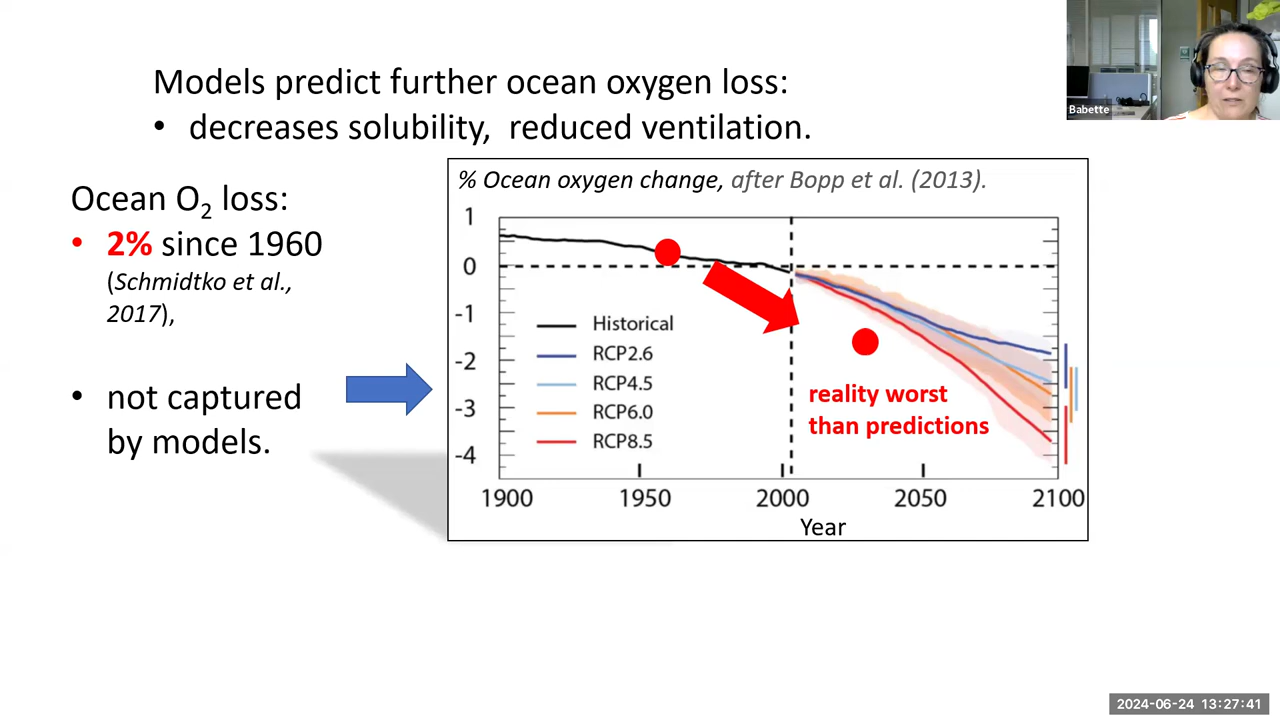 Models predict further ocean oxygen loss:
• decreases solubility, reduced ventilation.
Babette
Ocean O₂ loss:
• 2% since 1960
(Schmidtko et al.,
2017),
• not captured
by models.
% Ocean oxygen change, after Bopp et al. (2013).
1
0
-1
-2
-3
-4
Historical
RCP2.6
RCP4.5
RCP6.0
RCP8.5
reality worst
than predictions
1900 1950 2000 2050 2100
Year
2024-06-24 13:27:41